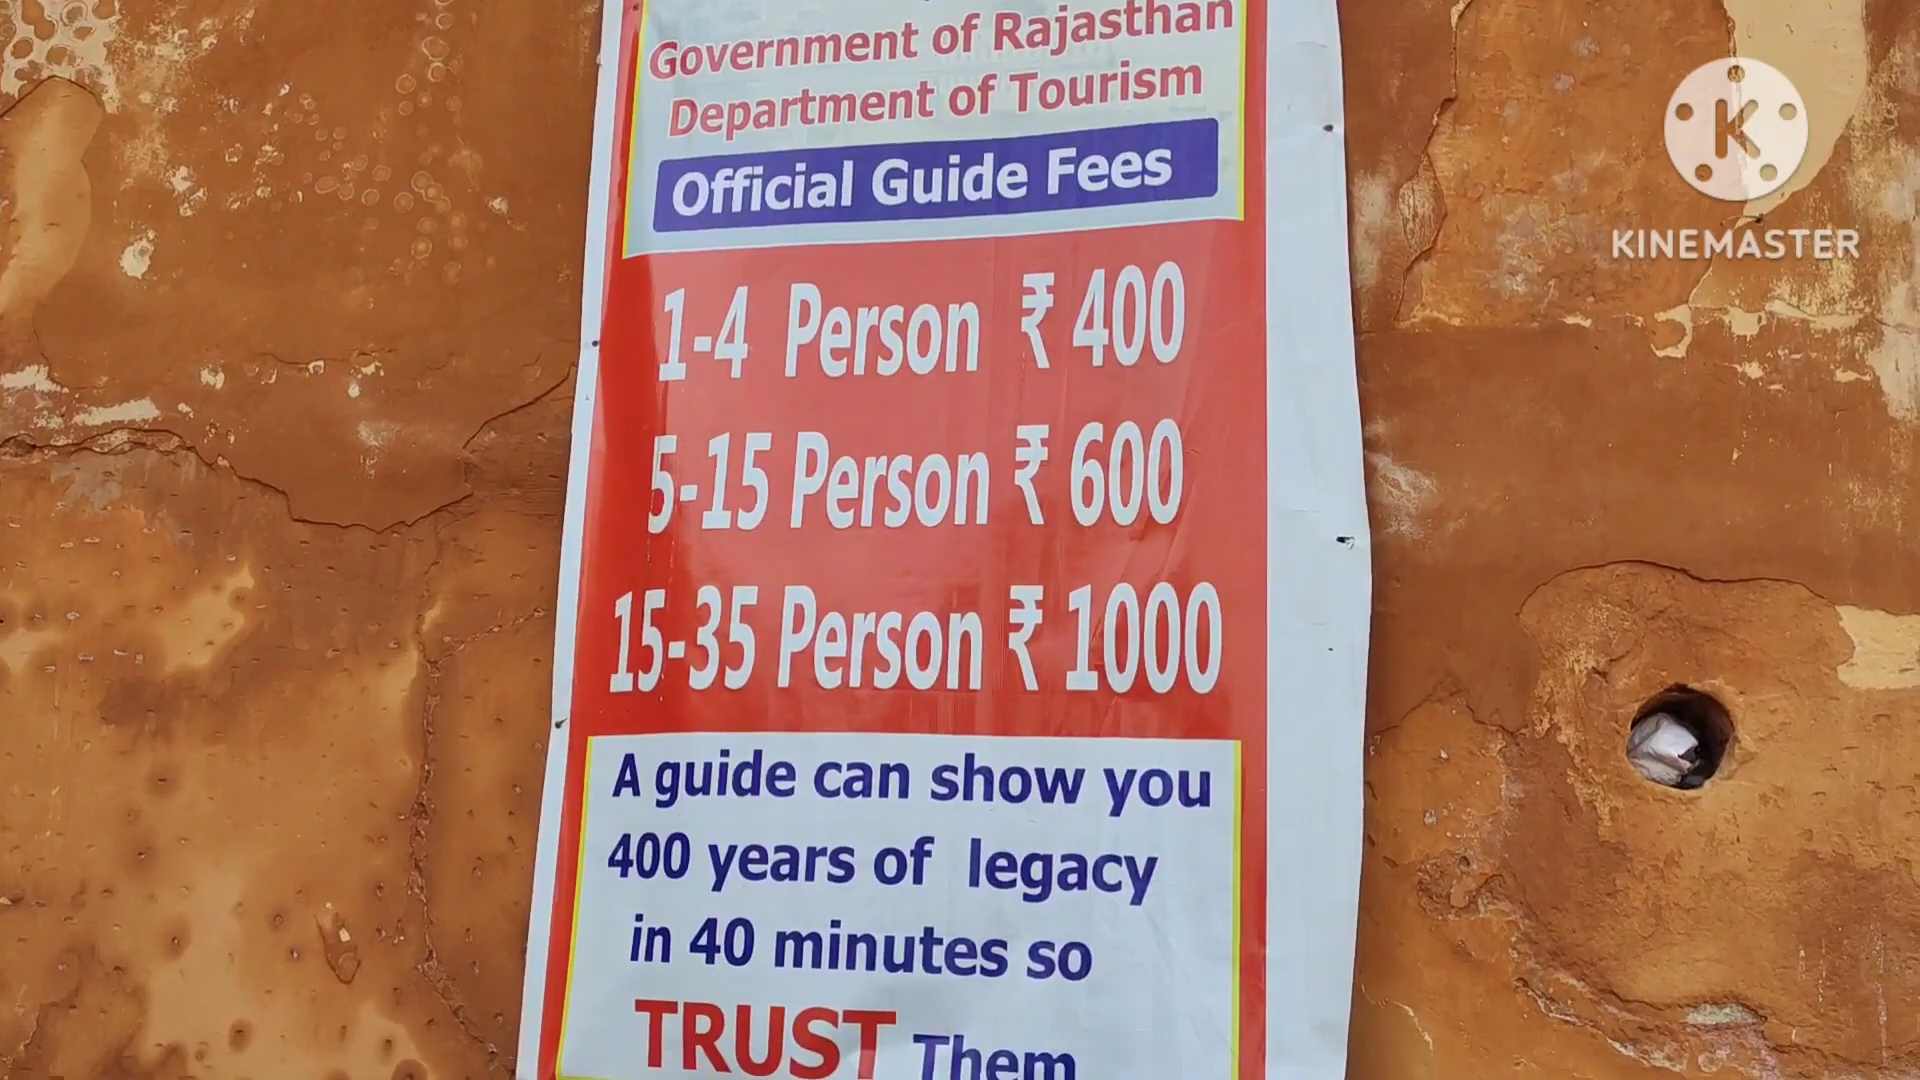 Government of Rajasthan
Department of Tourism
Official Guide Fees
1-4 Person ₹ 400
5-15 Person ₹ 600
15-35 Person ₹ 1000
A guide can show you
400 years of legacy
in 40 minutes so
TRUST Them
K
KINEMASTER